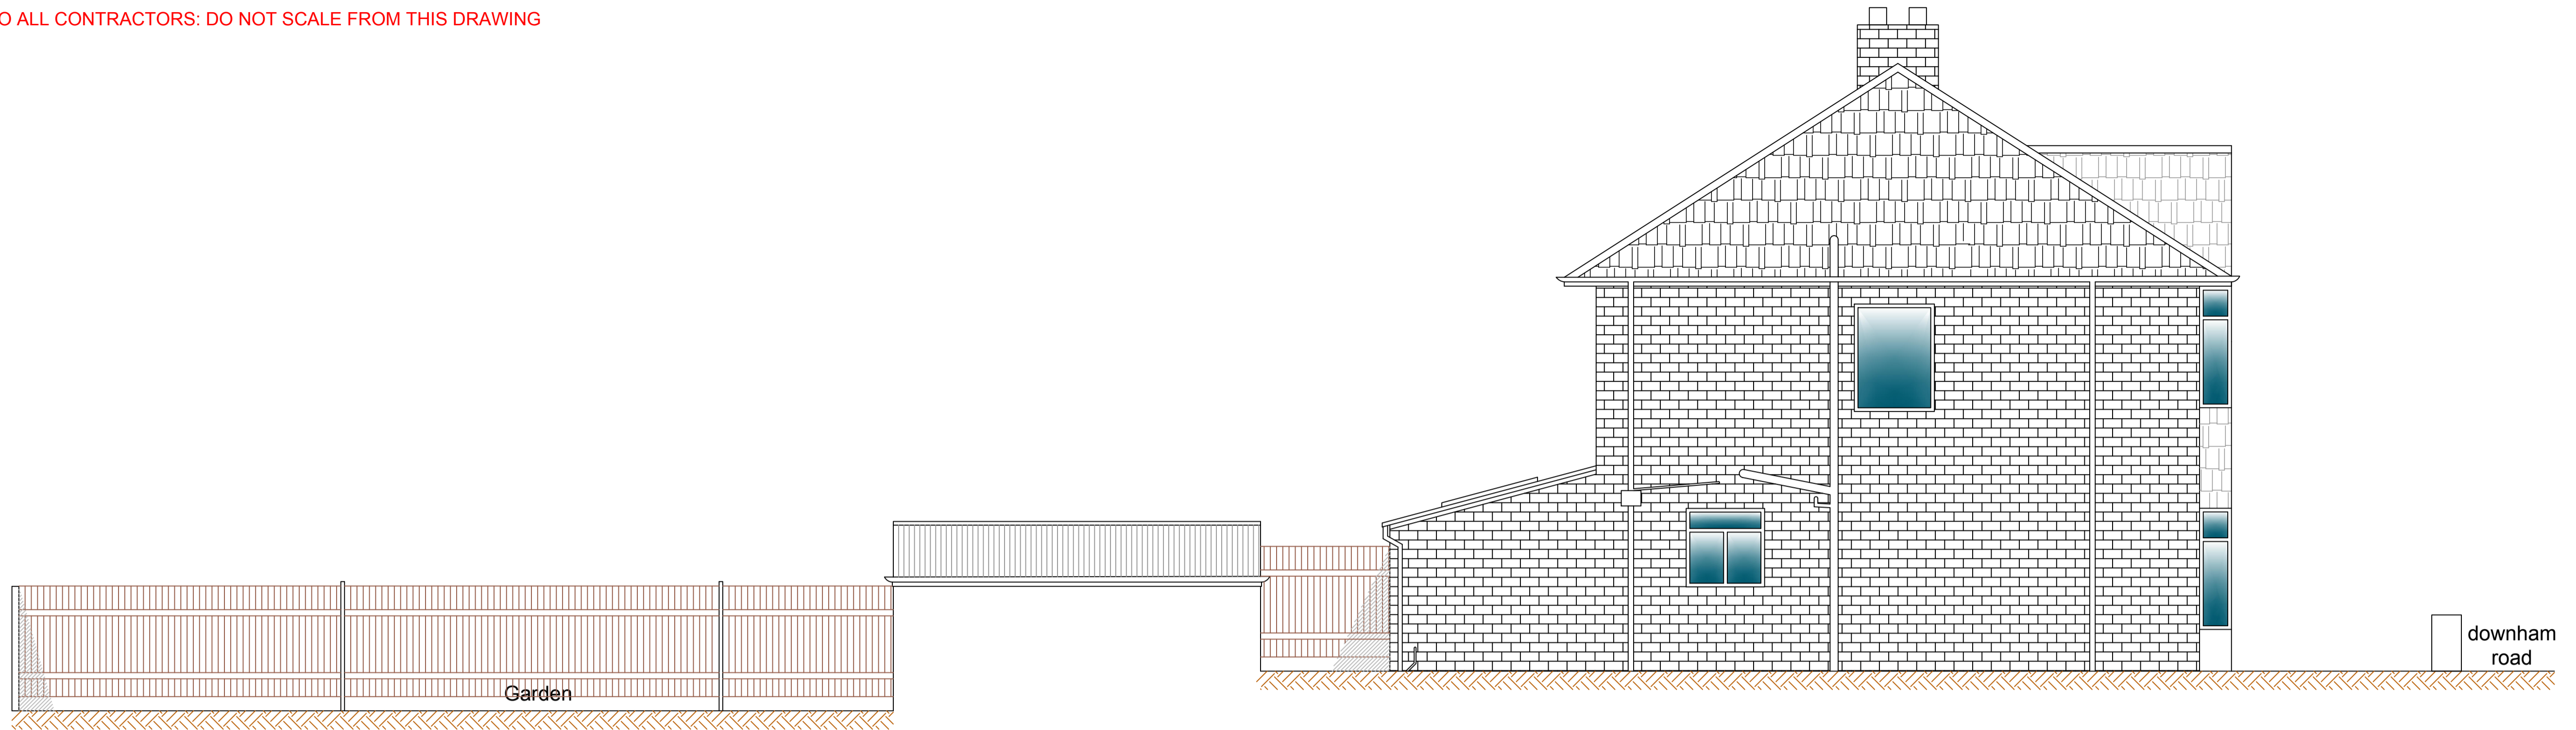 O ALL CONTRACTORS: DO NOT SCALE FROM THIS DRAWING
downham
road
Garden